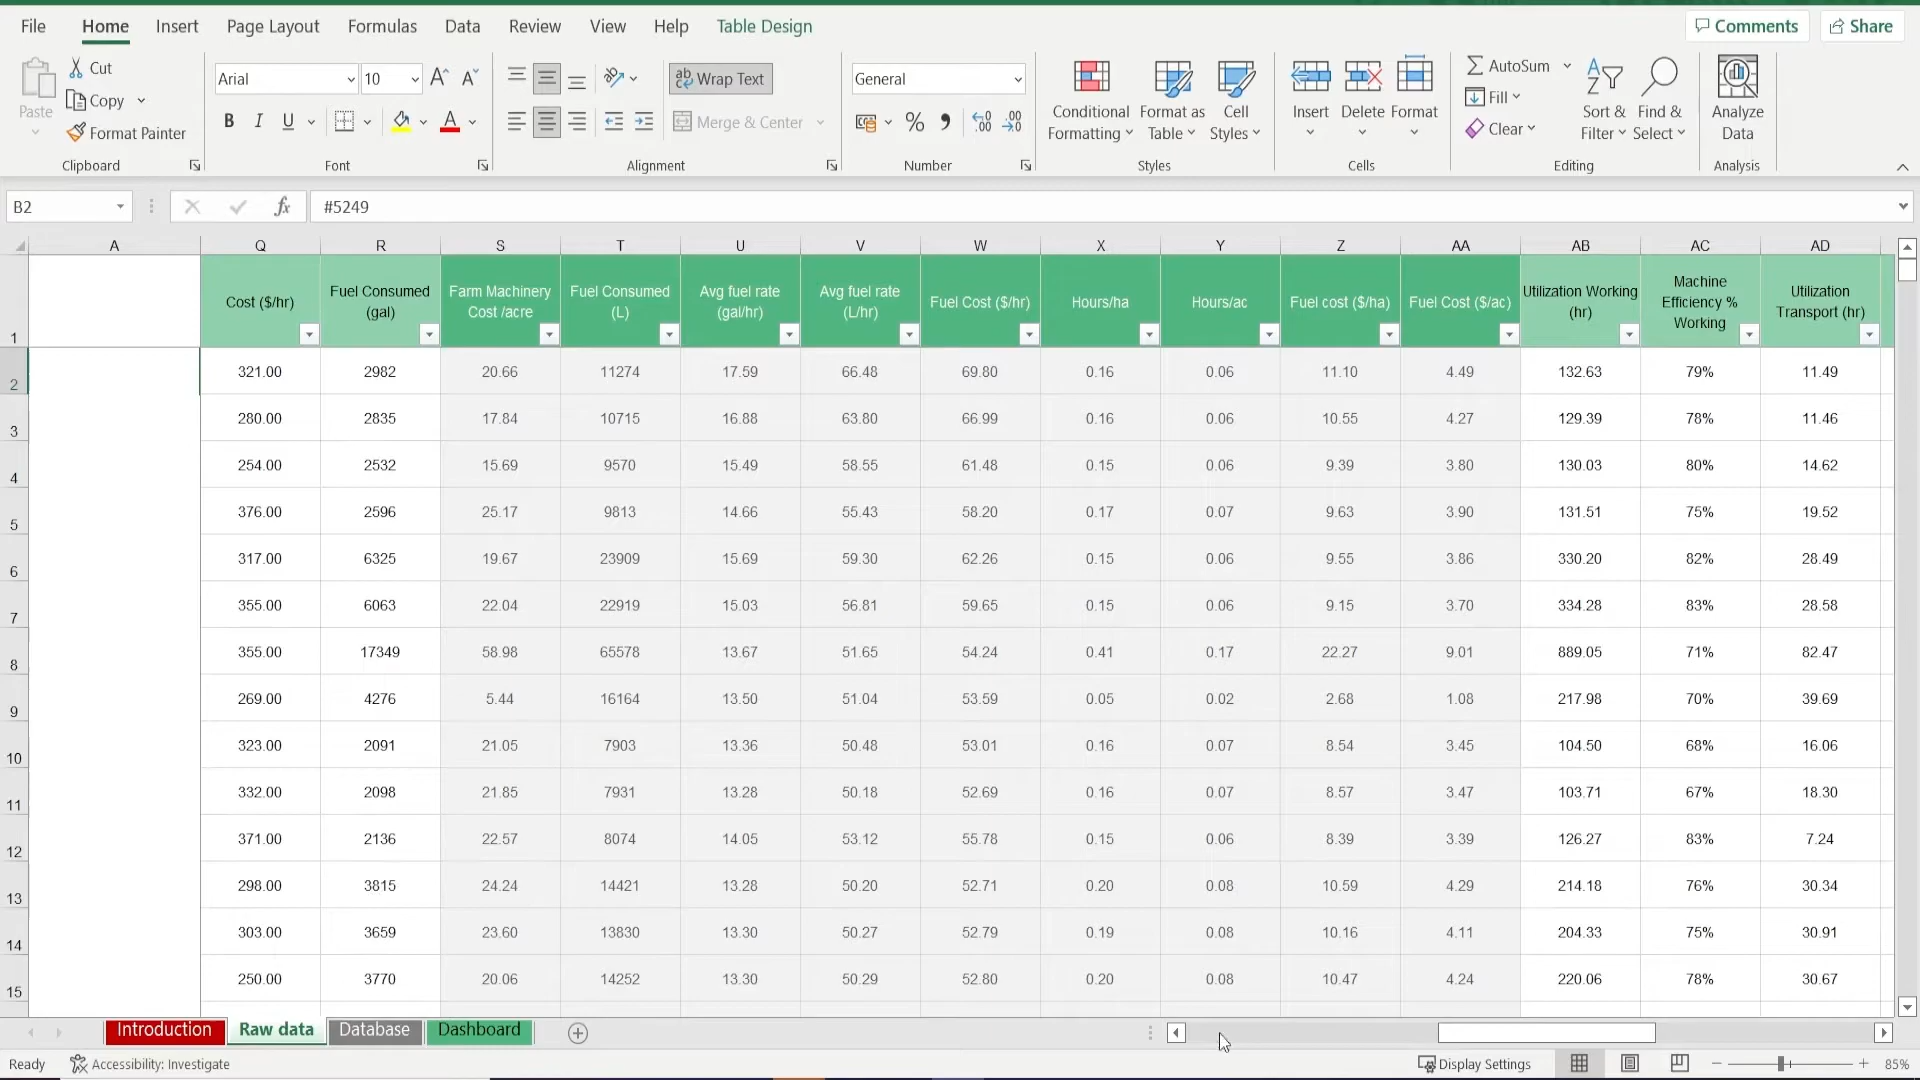 File Home Insert Page Layout Formulas Data Review View Help Table Design Comments Share
Paste Cut Copy Format Painter Clipboard
Arial 10 A A B I U A Font
ab Wrap Text Merge & Center Alignment
General % , .00 .00 Number
Conditional Formatting Format as Table Cell Styles Styles
Insert Delete Format Cells
AutoSum Fill Clear Sort & Filter Find & Select Editing
Analyze Data Analysis
B2 fx #5249
A Q R S T U V W X Y Z AA AB AC AD
1 Cost ($/hr) Fuel Consumed (gal) Farm Machinery Cost /acre Fuel Consumed (L) Avg fuel rate (gal/hr) Avg fuel rate (L/hr) Fuel Cost ($/hr) Hours/ha Hours/ac Fuel cost ($/ha) Fuel Cost ($/ac) Utilization Working (hr) Machine Efficiency % Working Utilization Transport (hr)
2 321.00 2982 20.66 11274 17.59 66.48 69.80 0.16 0.06 11.10 4.49 132.63 79% 11.49
3 280.00 2835 17.84 10715 16.88 63.80 66.99 0.16 0.06 10.55 4.27 129.39 78% 11.46
4 254.00 2532 15.69 9570 15.49 58.55 61.48 0.15 0.06 9.39 3.80 130.03 80% 14.62
5 376.00 2596 25.17 9813 14.66 55.43 58.20 0.17 0.07 9.63 3.90 131.51 75% 19.52
6 317.00 6325 19.67 23909 15.69 59.30 62.26 0.15 0.06 9.55 3.86 330.20 82% 28.49
7 355.00 6063 22.04 22919 15.03 56.81 59.65 0.15 0.06 9.15 3.70 334.28 83% 28.58
8 355.00 17349 58.98 65578 13.67 51.65 54.24 0.41 0.17 22.27 9.01 889.05 71% 82.47
9 269.00 4276 5.44 16164 13.50 51.04 53.59 0.05 0.02 2.68 1.08 217.98 70% 39.69
10 323.00 2091 21.05 7903 13.36 50.48 53.01 0.16 0.07 8.54 3.45 104.50 68% 16.06
11 332.00 2098 21.85 7931 13.28 50.18 52.69 0.16 0.07 8.57 3.47 103.71 67% 18.30
12 371.00 2136 22.57 8074 14.05 53.12 55.78 0.15 0.06 8.39 3.39 126.27 83% 7.24
13 298.00 3815 24.24 14421 13.28 50.20 52.71 0.20 0.08 10.59 4.29 214.18 76% 30.34
14 303.00 3659 23.60 13830 13.30 50.27 52.79 0.19 0.08 10.16 4.11 204.33 75% 30.91
15 250.00 3770 20.06 14252 13.30 50.29 52.80 0.20 0.08 10.47 4.24 220.06 78% 30.67
Introduction Raw data Database Dashboard
Ready Accessibility: Investigate Display Settings 85%